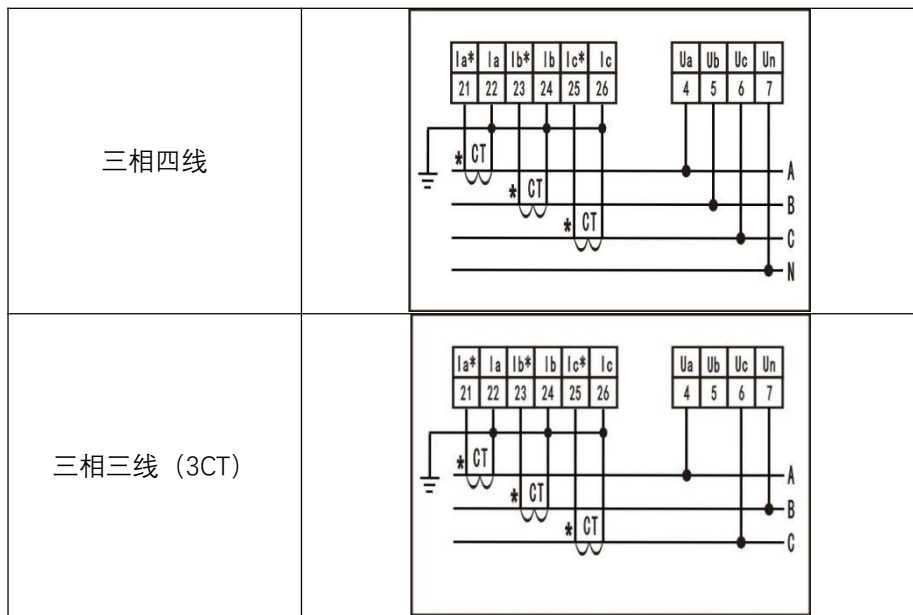 Ia* Ia Ib* Ib Ic* Ic Ua Ub Uc Un
21 22 23 24 25 26 4 5 6 7
三相四线
* CT A
* CT B
* CT C
N
Ia* Ia Ib* Ib Ic* Ic Ua Ub Uc Un
21 22 23 24 25 26 4 5 6 7
三相三线（3CT）
* CT A
* CT B
* CT C